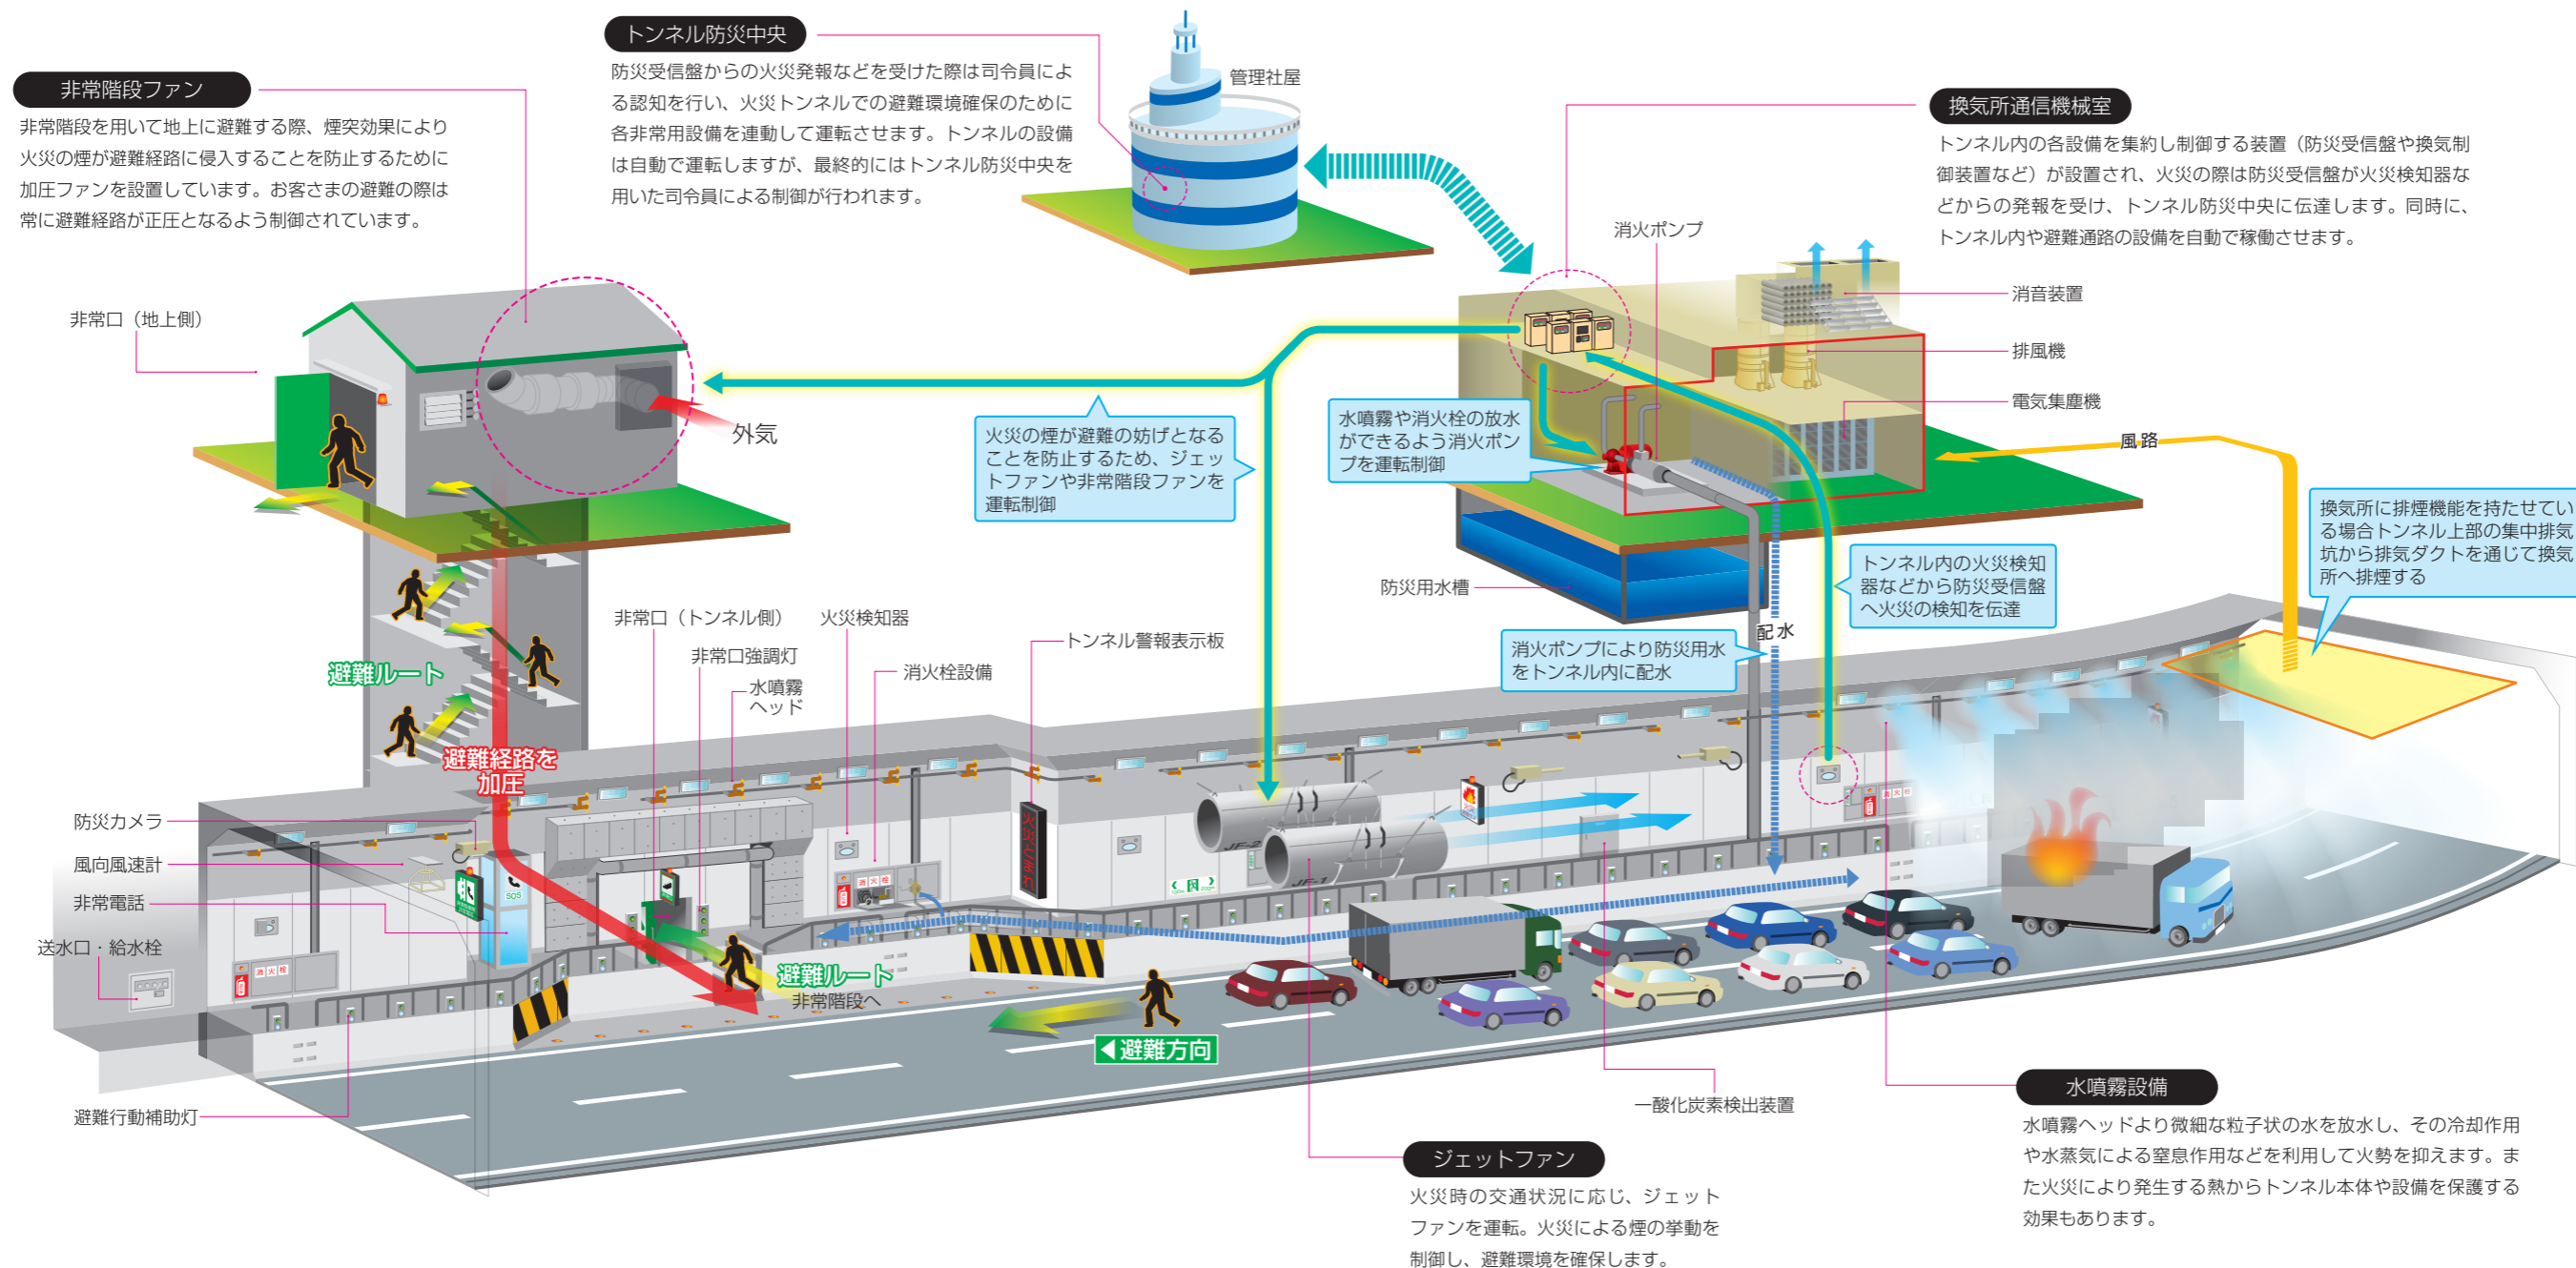 トンネル防災中央
防災受信盤からの火災発報などを受けた際は司令員によ
る認知を行い、火災トンネルでの避難環境確保のために
各非常用設備を連動して運転させます。トンネルの設備
は自動で運転しますが、最終的にはトンネル防災中央を
用いた司令員による制御が行われます。
管理社屋
非常階段ファン
非常階段を用いて地上に避難する際、煙突効果により
火災の煙が避難経路に侵入することを防止するために
加圧ファンを設置しています。お客さまの避難の際は
常に避難経路が正圧となるよう制御されています。
換気所通信機械室
トンネル内の各設備を集約し制御する装置（防災受信盤や換気制
御装置など）が設置され、火災の際は防災受信盤が火災検知器な
どからの発報を受け、トンネル防災中央に伝達します。同時に、
トンネル内や避難通路の設備を自動で稼働させます。
消火ポンプ
消音装置
排風機
電気集塵機
風路
非常口（地上側）
外気
火災の煙が避難の妨げとなる
ことを防止するため、ジェッ
トファンや非常階段ファンを
運転制御
水噴霧や消火栓の放水
ができるよう消火ポン
プを運転制御
換気所に排煙機能を持たせてい
る場合トンネル上部の集中排気
坑から排気ダクトを通じて換気
所へ排煙する
トンネル内の火災検知
器などから防災受信盤
へ火災の検知を伝達
防災用水槽
配水
消火ポンプにより防災用水
をトンネル内に配水
非常口（トンネル側）
火災検知器
トンネル警報表示板
非常口強調灯
消火栓設備
水噴霧
ヘッド
避難ルート
避難経路を
加圧
防災カメラ
風向風速計
非常電話
送水口・給水栓
避難行動補助灯
SOS
消火栓
消火栓
消火栓
火災とまれ
JF-2
JF-1
避難ルート
非常階段へ
◀避難方向
一酸化炭素検出装置
ジェットファン
火災時の交通状況に応じ、ジェット
ファンを運転。火災による煙の挙動を
制御し、避難環境を確保します。
水噴霧設備
水噴霧ヘッドより微細な粒子状の水を放水し、その冷却作用
や水蒸気による窒息作用などを利用して火勢を抑えます。ま
た火災により発生する熱からトンネル本体や設備を保護する
効果もあります。